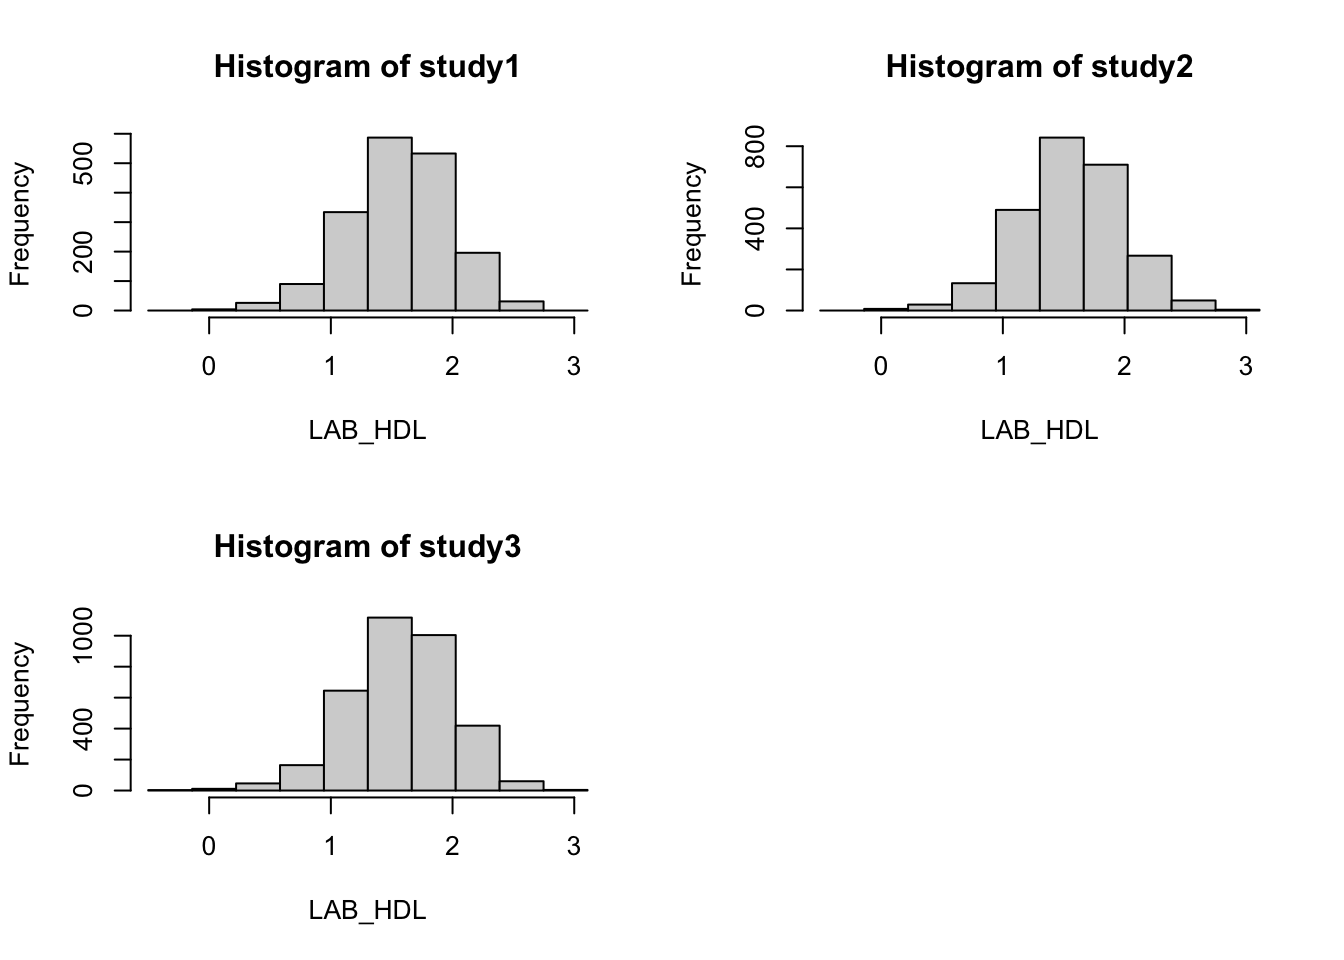 Histogram of study1
Frequency
0 200 500
0 1 2 3
LAB_HDL
Histogram of study2
Frequency
0 400 800
0 1 2 3
LAB_HDL
Histogram of study3
Frequency
0 400 1000
0 1 2 3
LAB_HDL